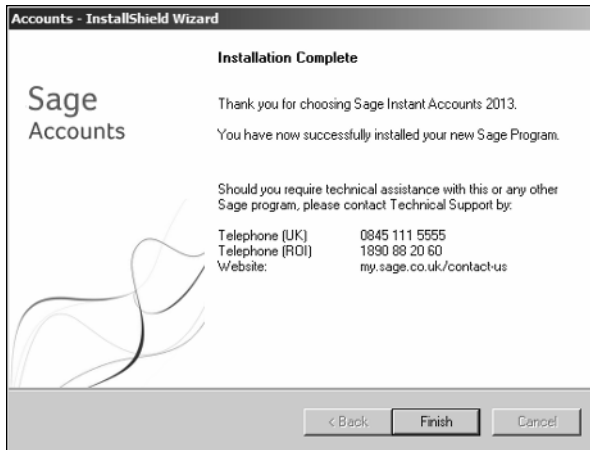 Accounts - InstallShield Wizard
Installation Complete
Sage
Accounts
Thank you for choosing Sage Instant Accounts 2013.
You have now successfully installed your new Sage Program.
Should you require technical assistance with this or any other
Sage program, please contact Technical Support by:
Telephone (UK) 0845 111 5555
Telephone (ROI) 1890 88 20 60
Website: my.sage.co.uk/contact-us
< Back Finish Cancel